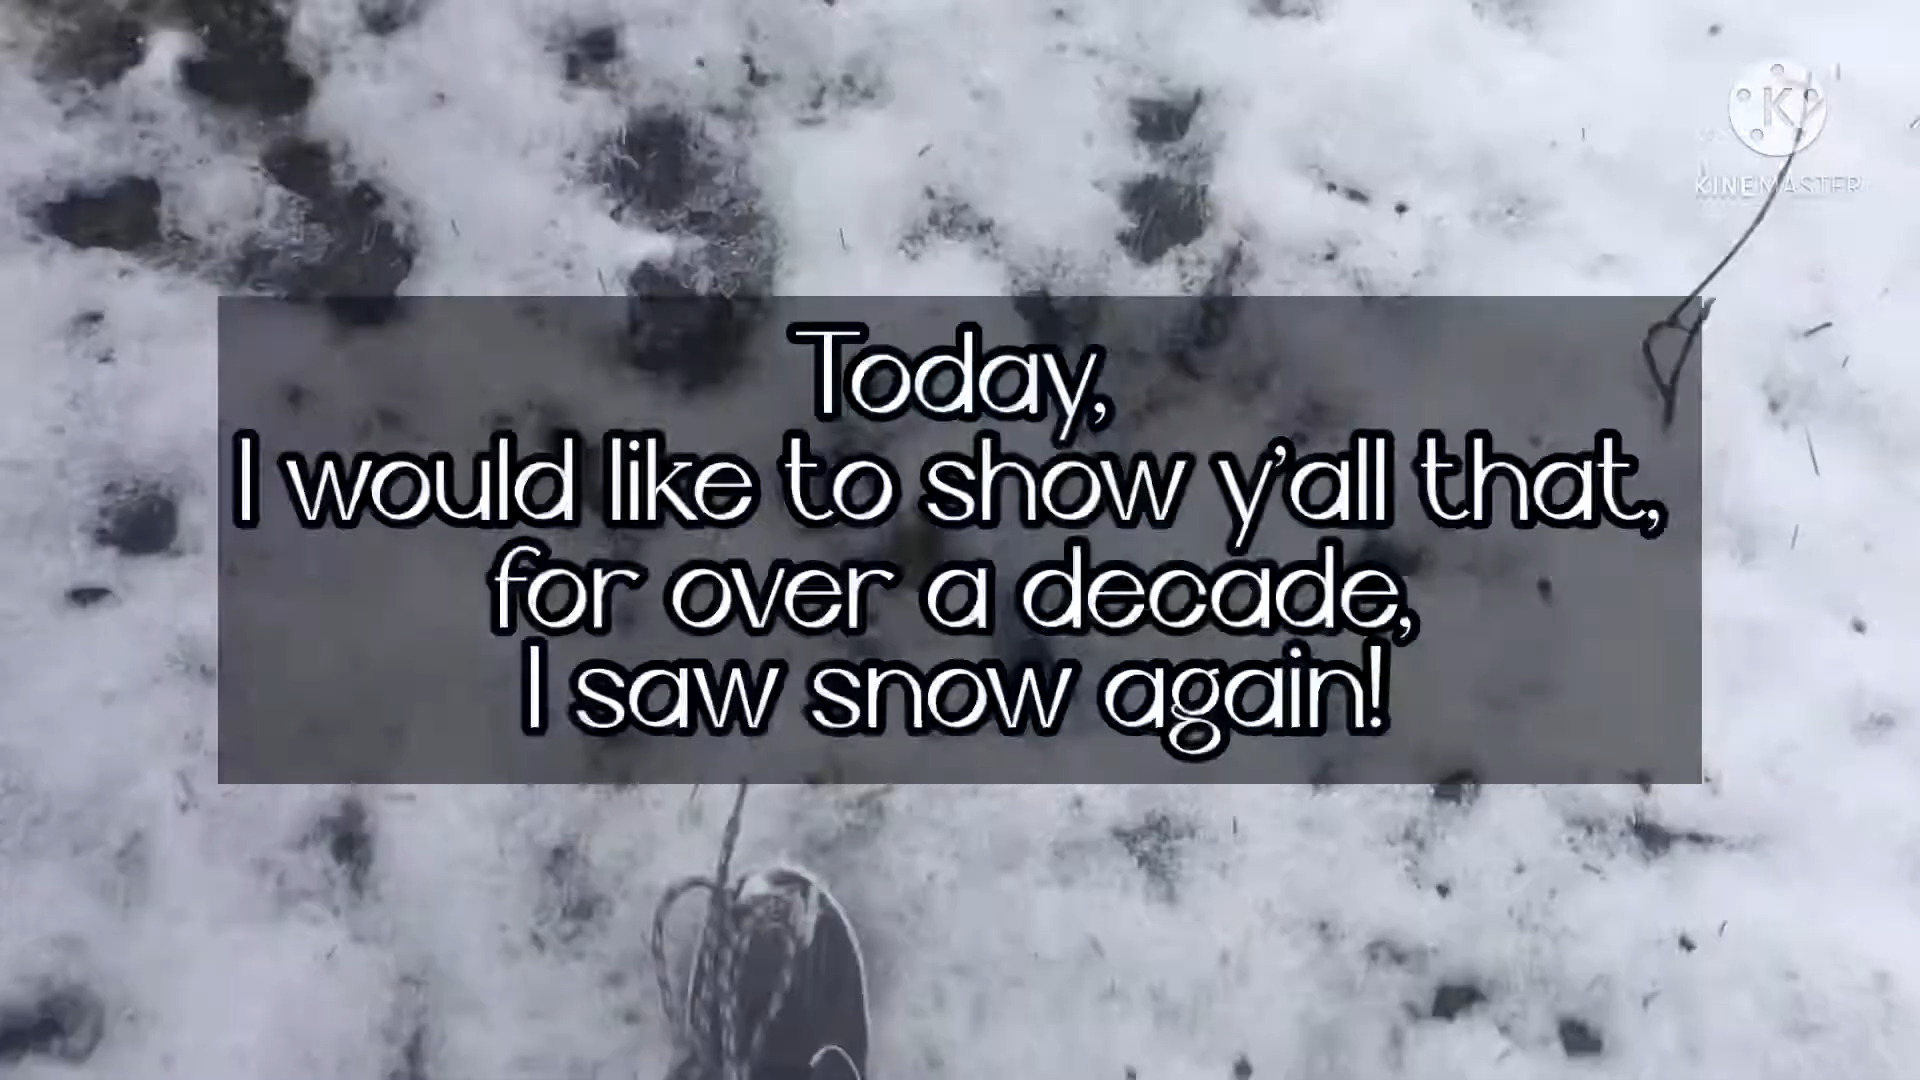 K
KINEMASTER
Today,
I would like to show y'all that,
for over a decade,
I saw snow again!